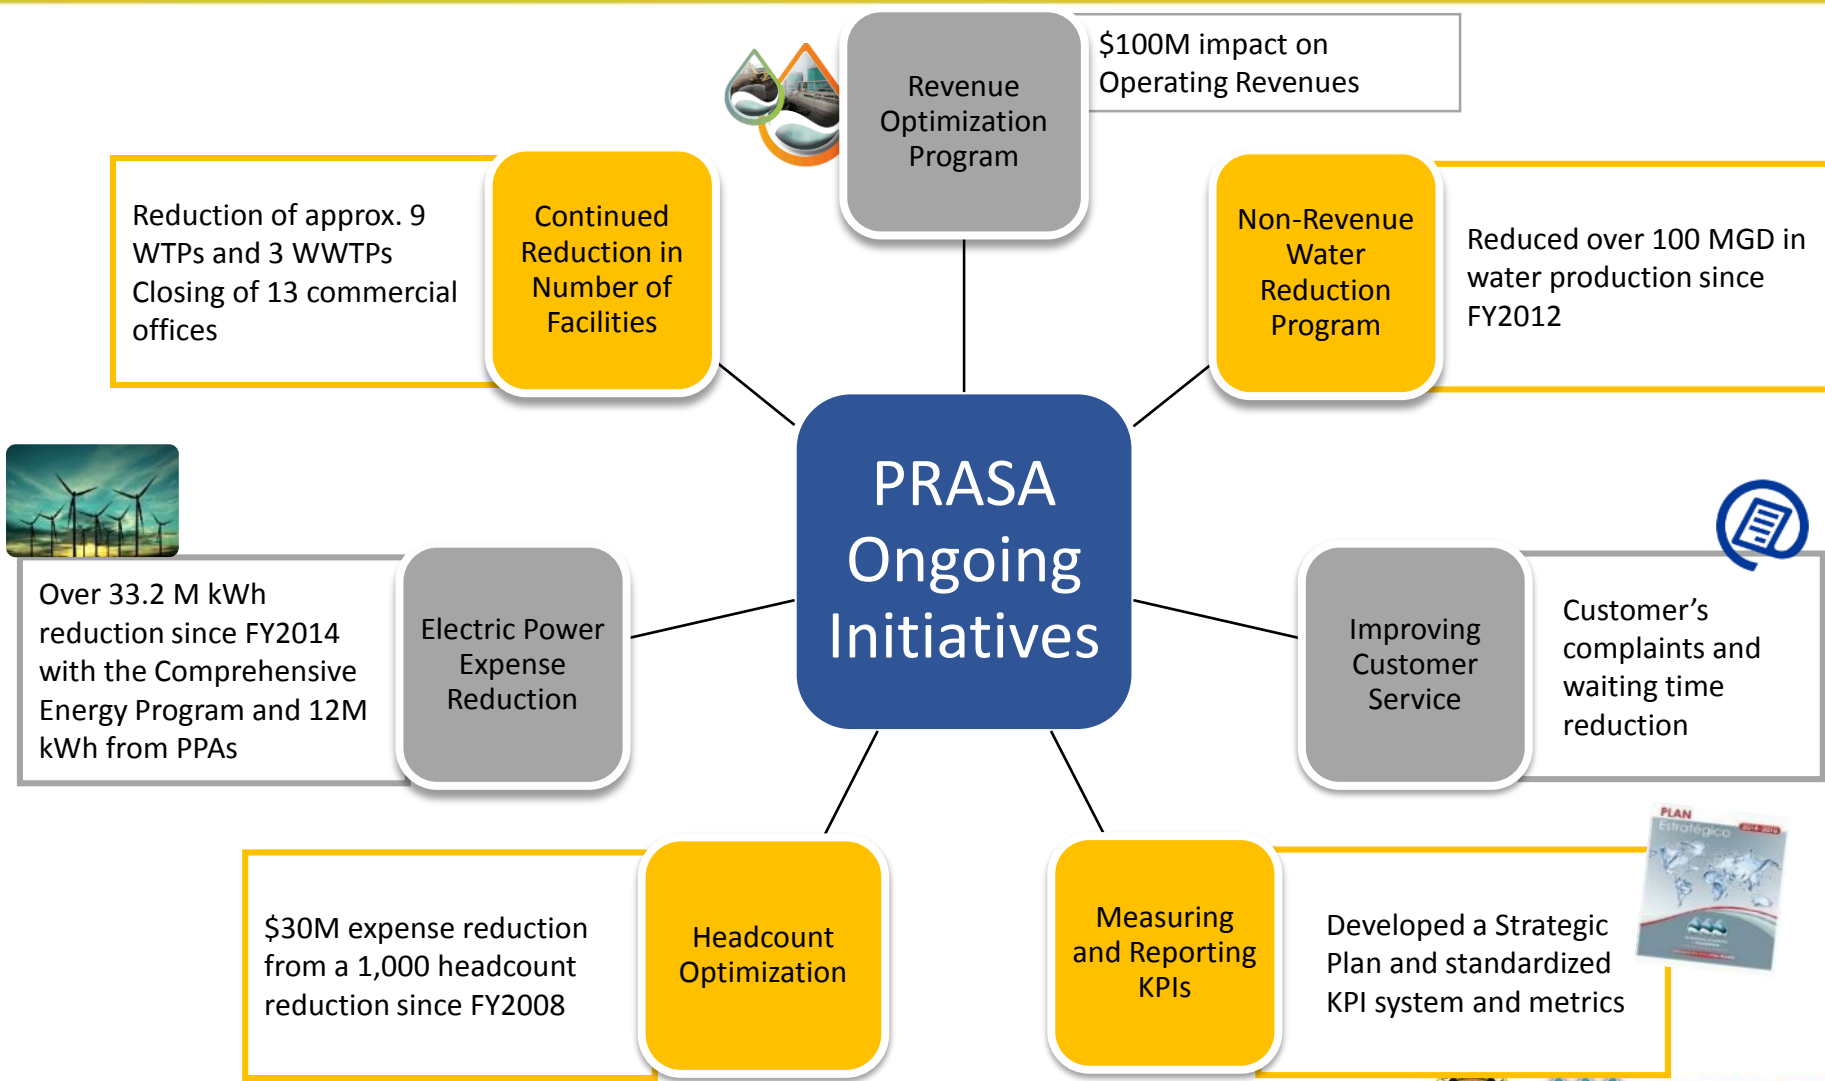 Revenue
Optimization
Program
$100M impact on
Operating Revenues
Reduction of approx. 9
WTPs and 3 WWTPs
Closing of 13 commercial
offices
Continued
Reduction in
Number of
Facilities
Non-Revenue
Water
Reduction
Program
Reduced over 100 MGD in
water production since
FY2012
PRASA
Ongoing
Initiatives
Over 33.2 M kWh
reduction since FY2014
with the Comprehensive
Energy Program and 12M
kWh from PPAs
Electric Power
Expense
Reduction
Improving
Customer
Service
Customer’s
complaints and
waiting time
reduction
$30M expense reduction
from a 1,000 headcount
reduction since FY2008
Headcount
Optimization
Measuring
and Reporting
KPIs
Developed a Strategic
Plan and standardized
KPI system and metrics
PLAN
Estratégico